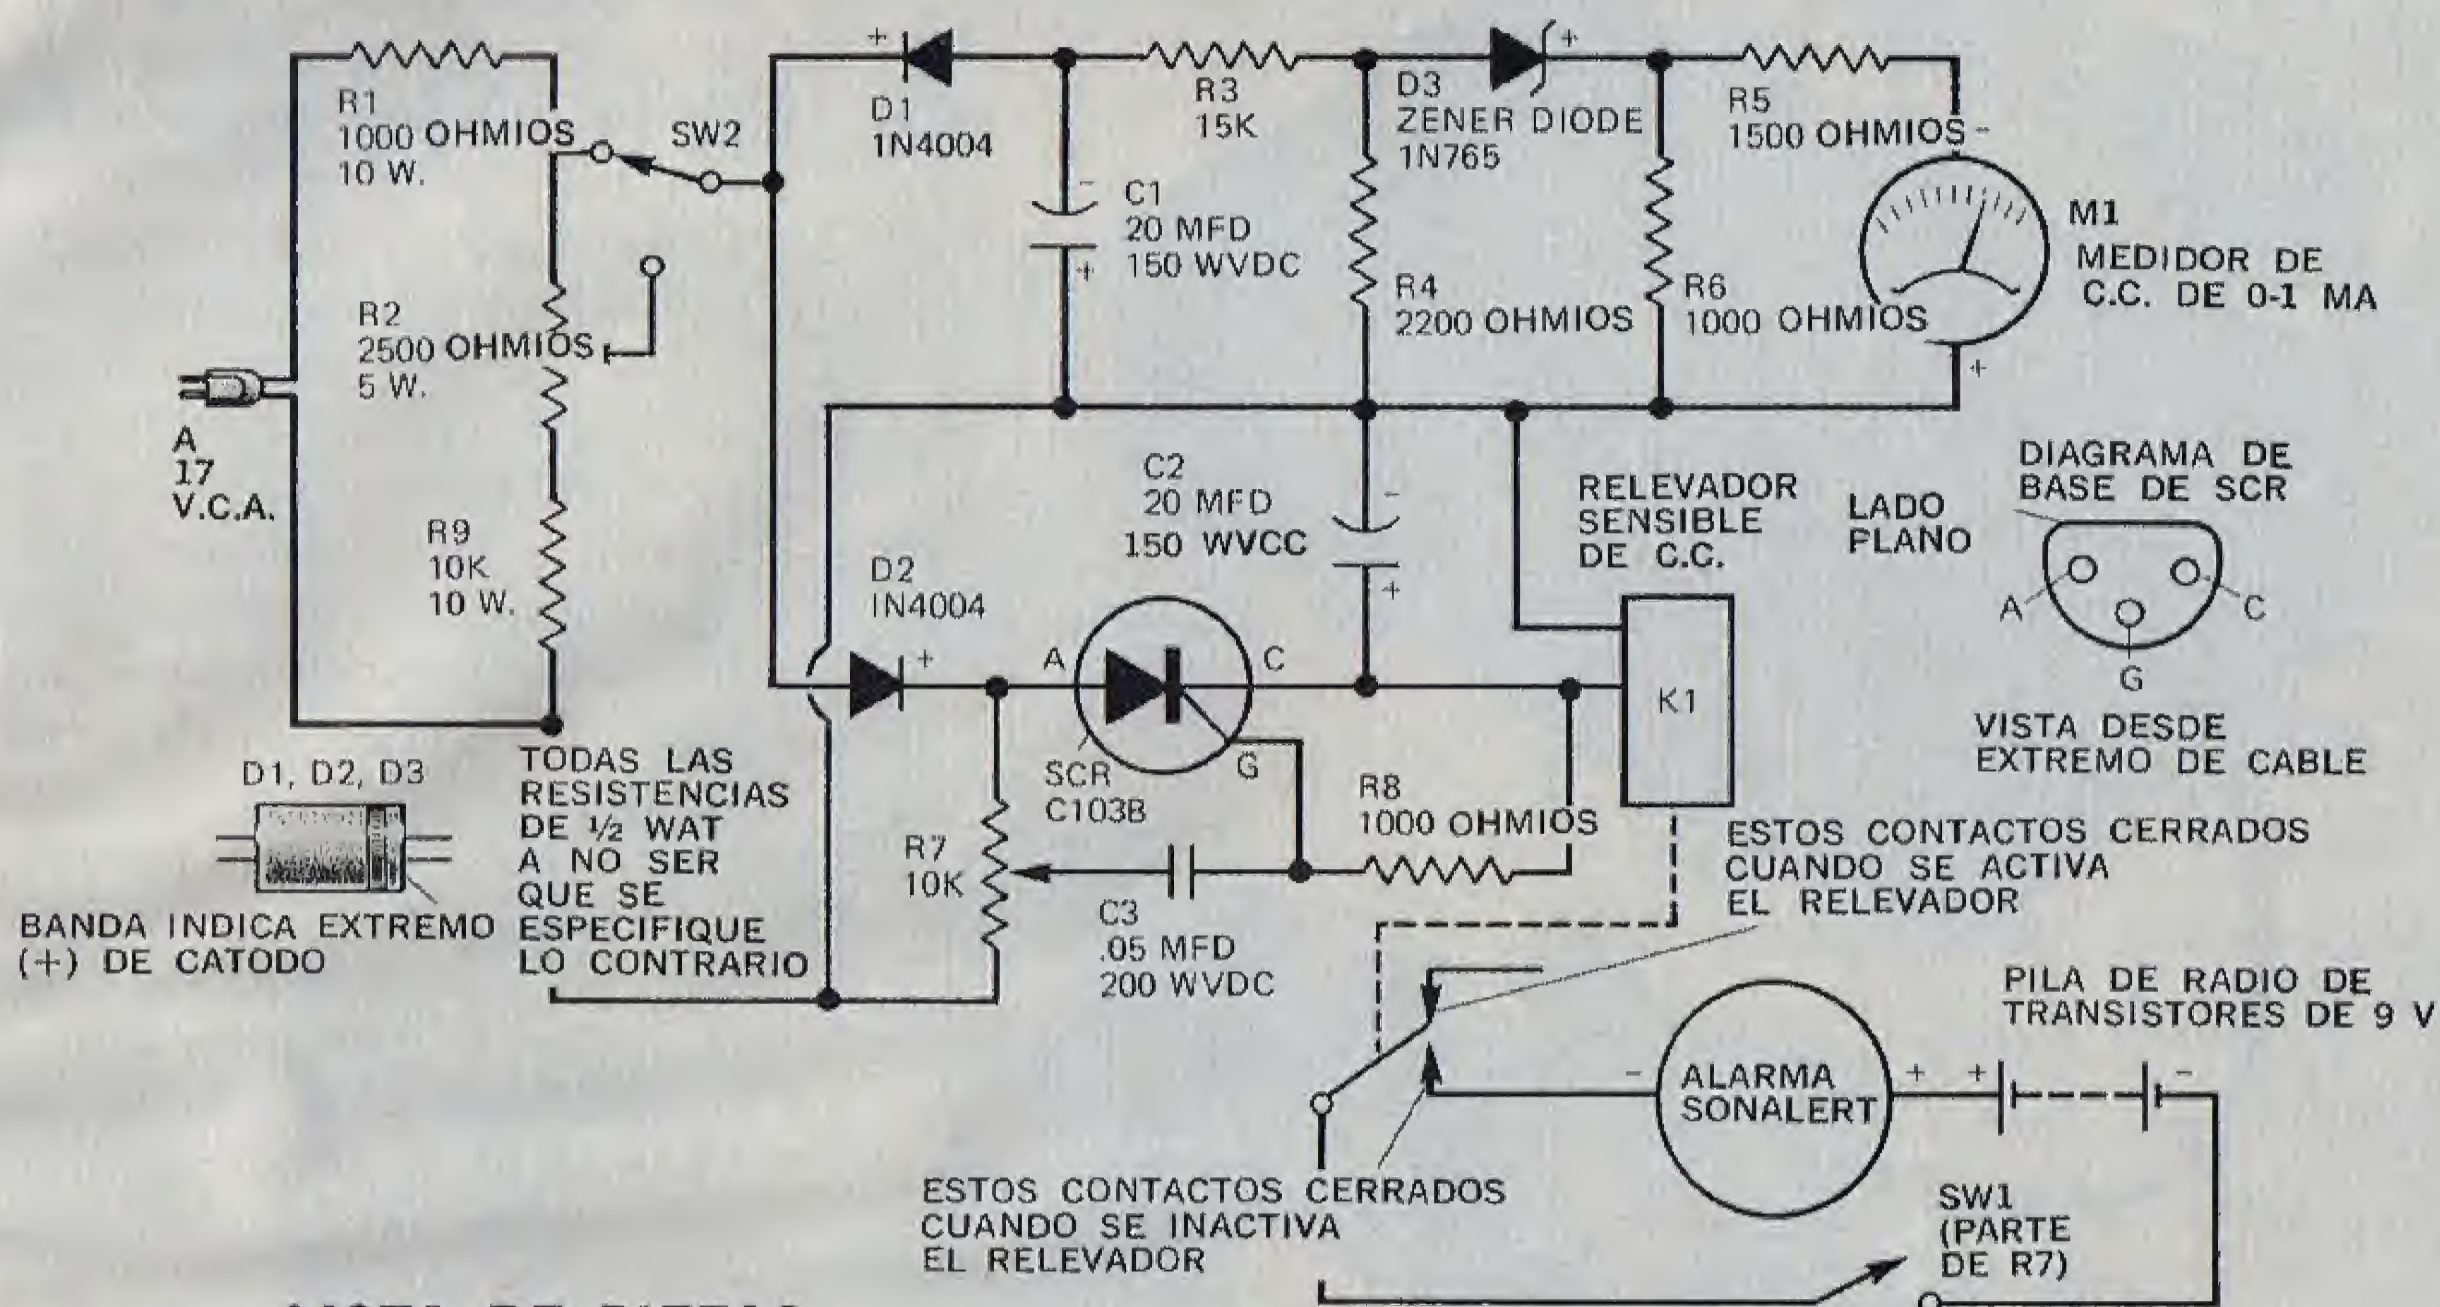 R1
1000 OHMIOS
10 W.
SW2
+
D1
1N4004
R3
15K
D3
ZENER DIODE
1N765
+
R5
1500 OHMIOS
-
-
C1
20 MFD
150 WVDC
+
R2
2500 OHMIOS
5 W.
R4
2200 OHMIOS
R6
1000 OHMIOS
M1
MEDIDOR DE
C.C. DE 0-1 MA
+
A
17
V.C.A.
R9
10K
10 W.
C2
20 MFD
150 WVCC
-
+
RELEVADOR
SENSIBLE
DE C.C.
LADO
PLANO
DIAGRAMA DE
BASE DE SCR
A
C
G
VISTA DESDE
EXTREMO DE CABLE
D2
1N4004
+
A
C
G
SCR
C103B
K1
D1, D2, D3
BANDA INDICA EXTREMO
(+) DE CATODO
TODAS LAS
RESISTENCIAS
DE ½ WAT
A NO SER
QUE SE
ESPECIFIQUE
LO CONTRARIO
R7
10K
R8
1000 OHMIOS
C3
.05 MFD
200 WVDC
ESTOS CONTACTOS CERRADOS
CUANDO SE ACTIVA
EL RELEVADOR
PILA DE RADIO DE
TRANSISTORES DE 9 V
-
ALARMA
SONALERT
+
+
-
ESTOS CONTACTOS CERRADOS
CUANDO SE INACTIVA
EL RELEVADOR
SW1
(PARTE
DE R7)